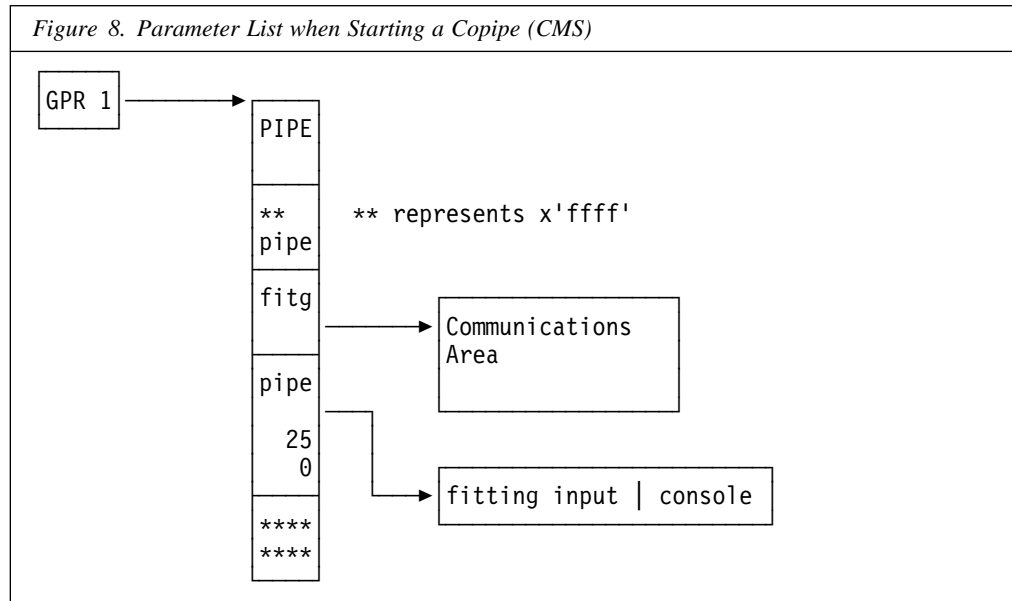 Figure 8. Parameter List when Starting a Copipe (CMS)
GPR 1
PIPE
** ** represents x'ffff'
pipe
fitg
Communications
Area
pipe
25
0
fitting input | console
****
****